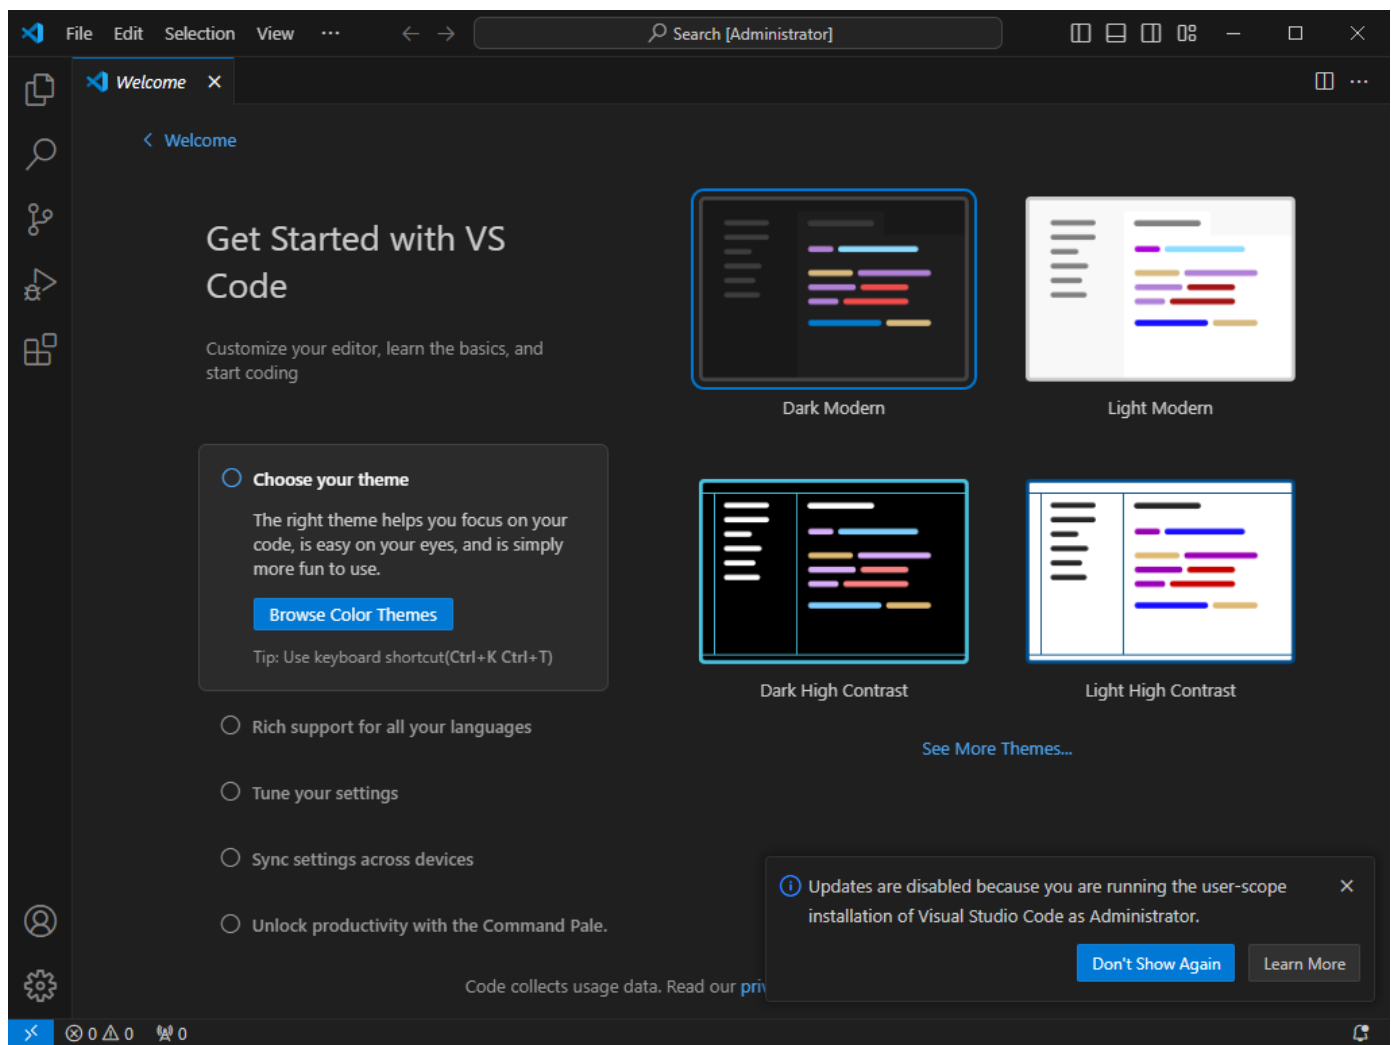 File Edit Selection View ···
Search [Administrator]
Welcome
Welcome
Get Started with VS
Code
Customize your editor, learn the basics, and
start coding
Choose your theme
The right theme helps you focus on your
code, is easy on your eyes, and is simply
more fun to use.
Browse Color Themes
Tip: Use keyboard shortcut(Ctrl+K Ctrl+T)
Rich support for all your languages
Tune your settings
Sync settings across devices
Unlock productivity with the Command Pale.
Dark Modern
Light Modern
Dark High Contrast
Light High Contrast
See More Themes...
Code collects usage data. Read our priv
Updates are disabled because you are running the user-scope
installation of Visual Studio Code as Administrator.
Don't Show Again
Learn More
0 0 0